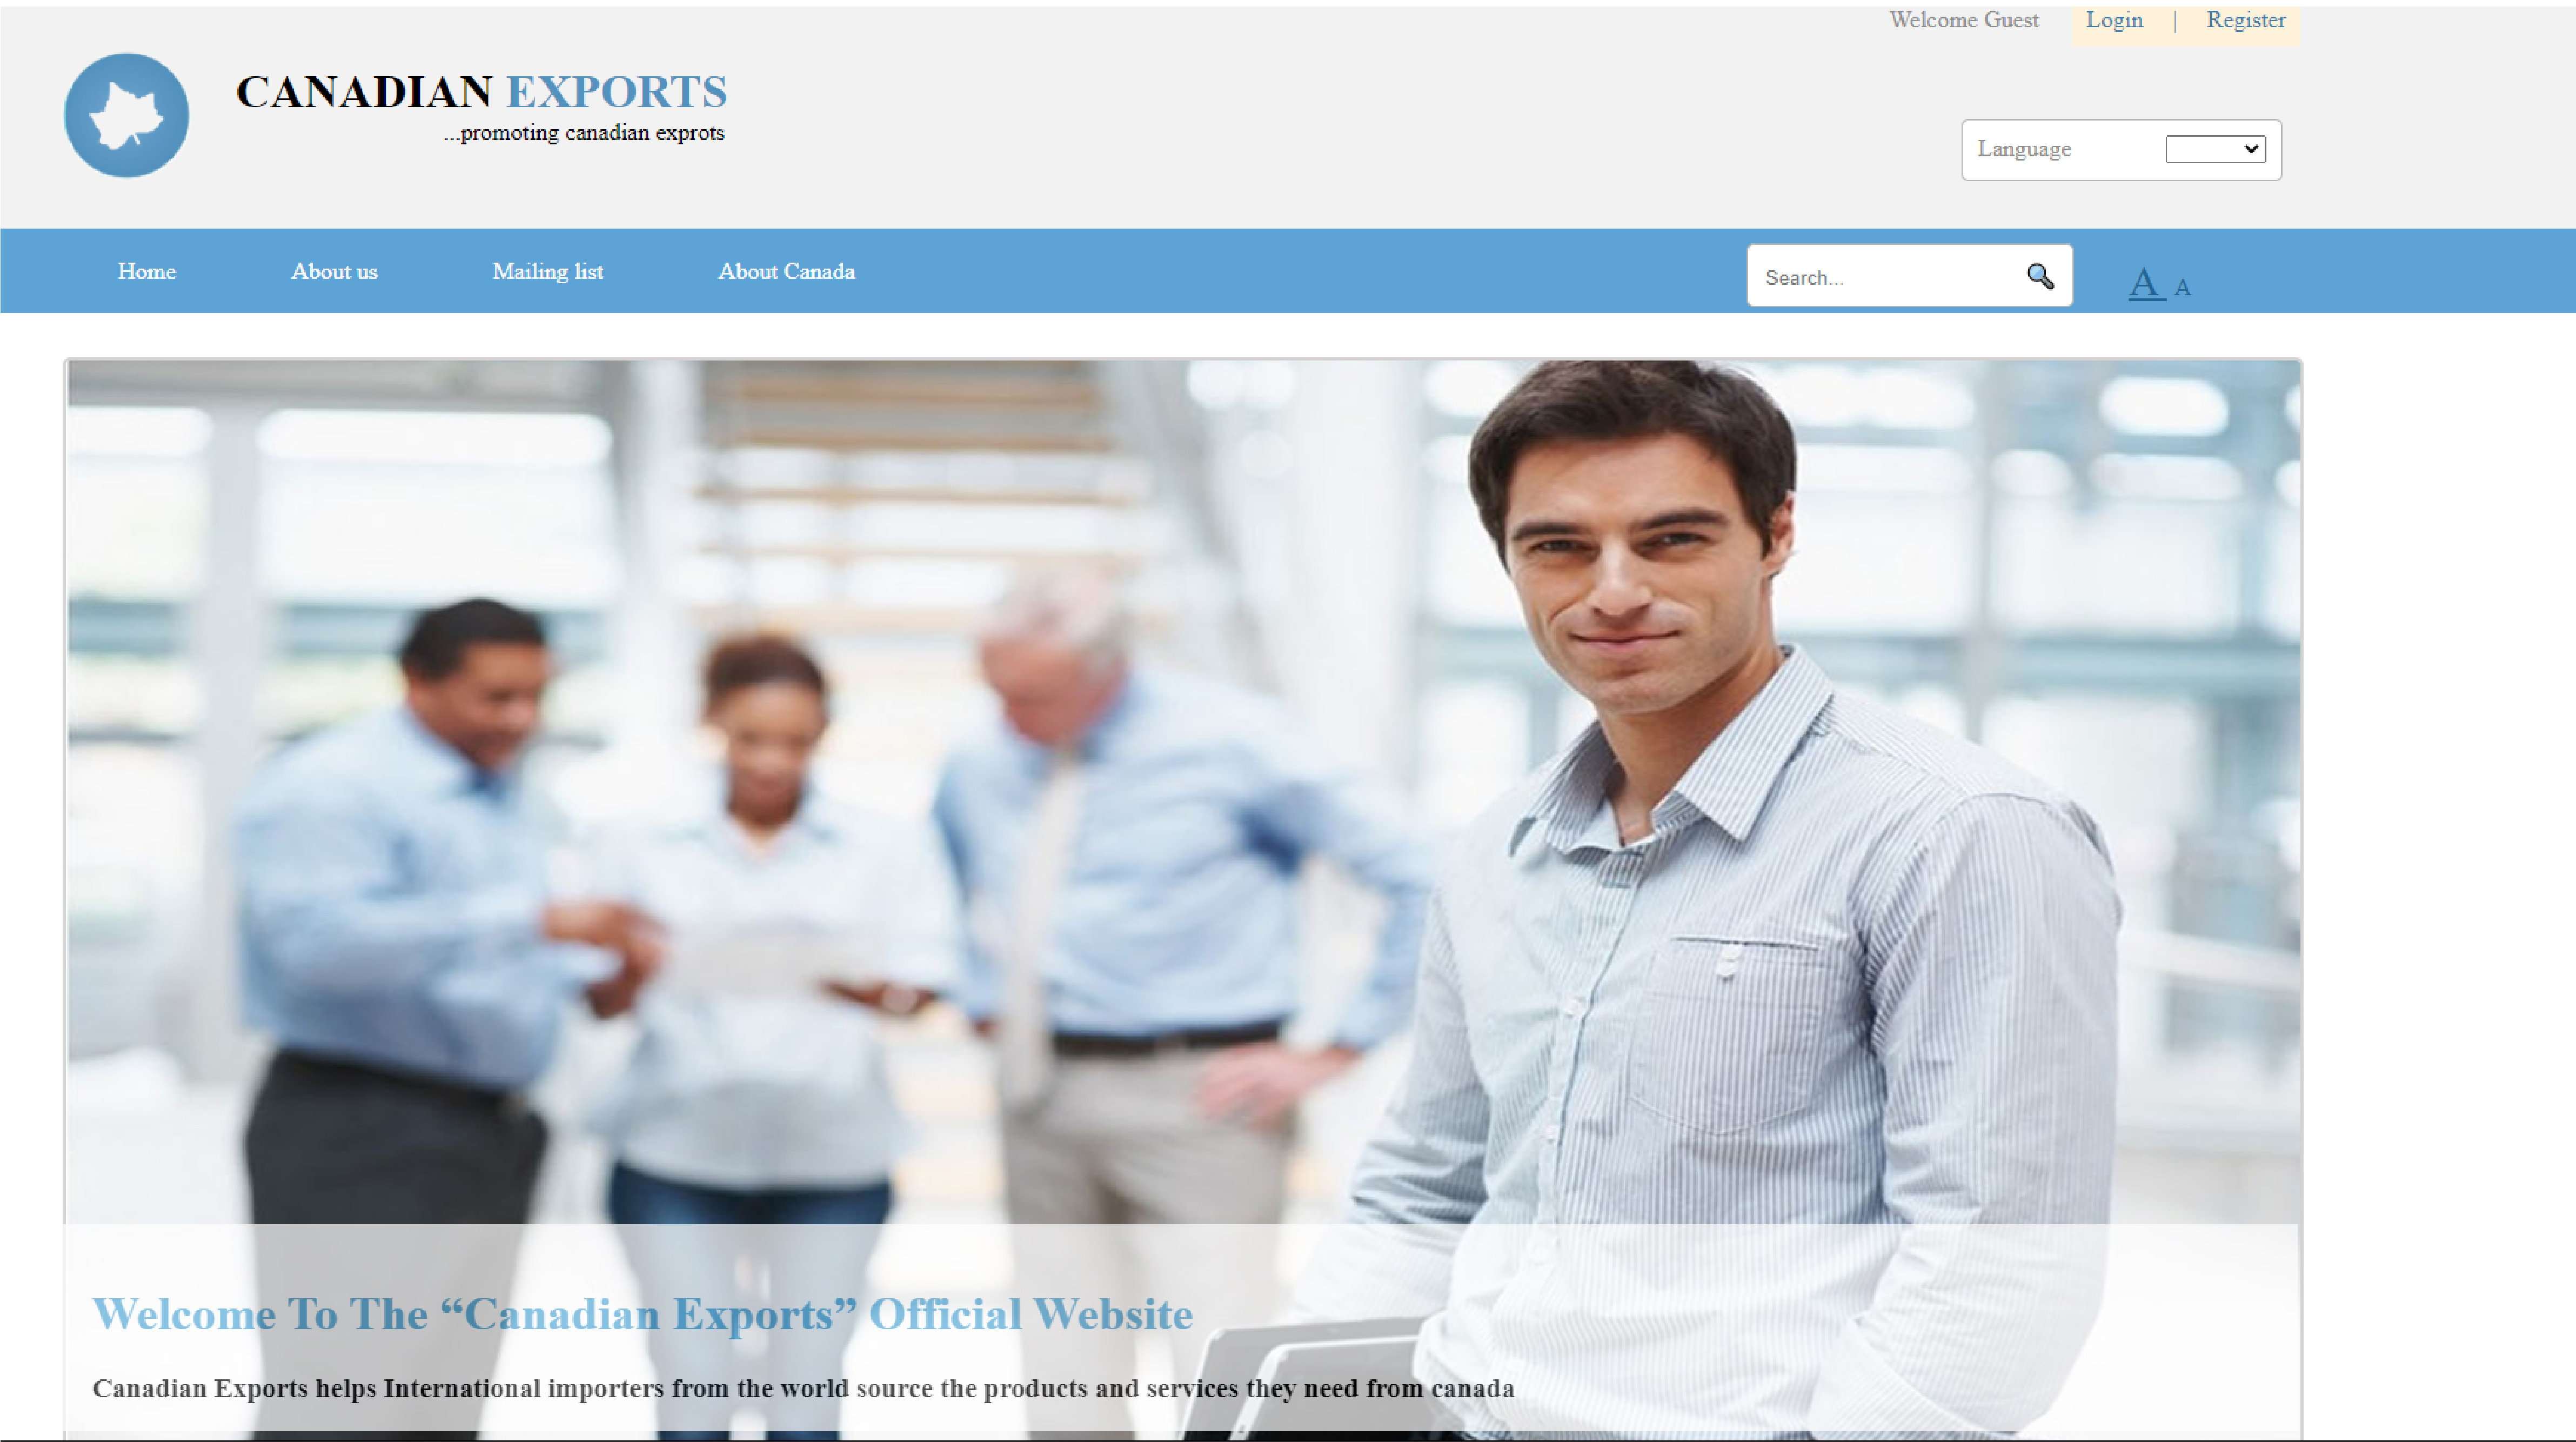 Welcome Guest Login | Register
CANADIAN EXPORTS
...promoting canadian exprots
Language
Home About us Mailing list About Canada Search... A A
Welcome To The “Canadian Exports” Official Website
Canadian Exports helps International importers from the world source the products and services they need from canada